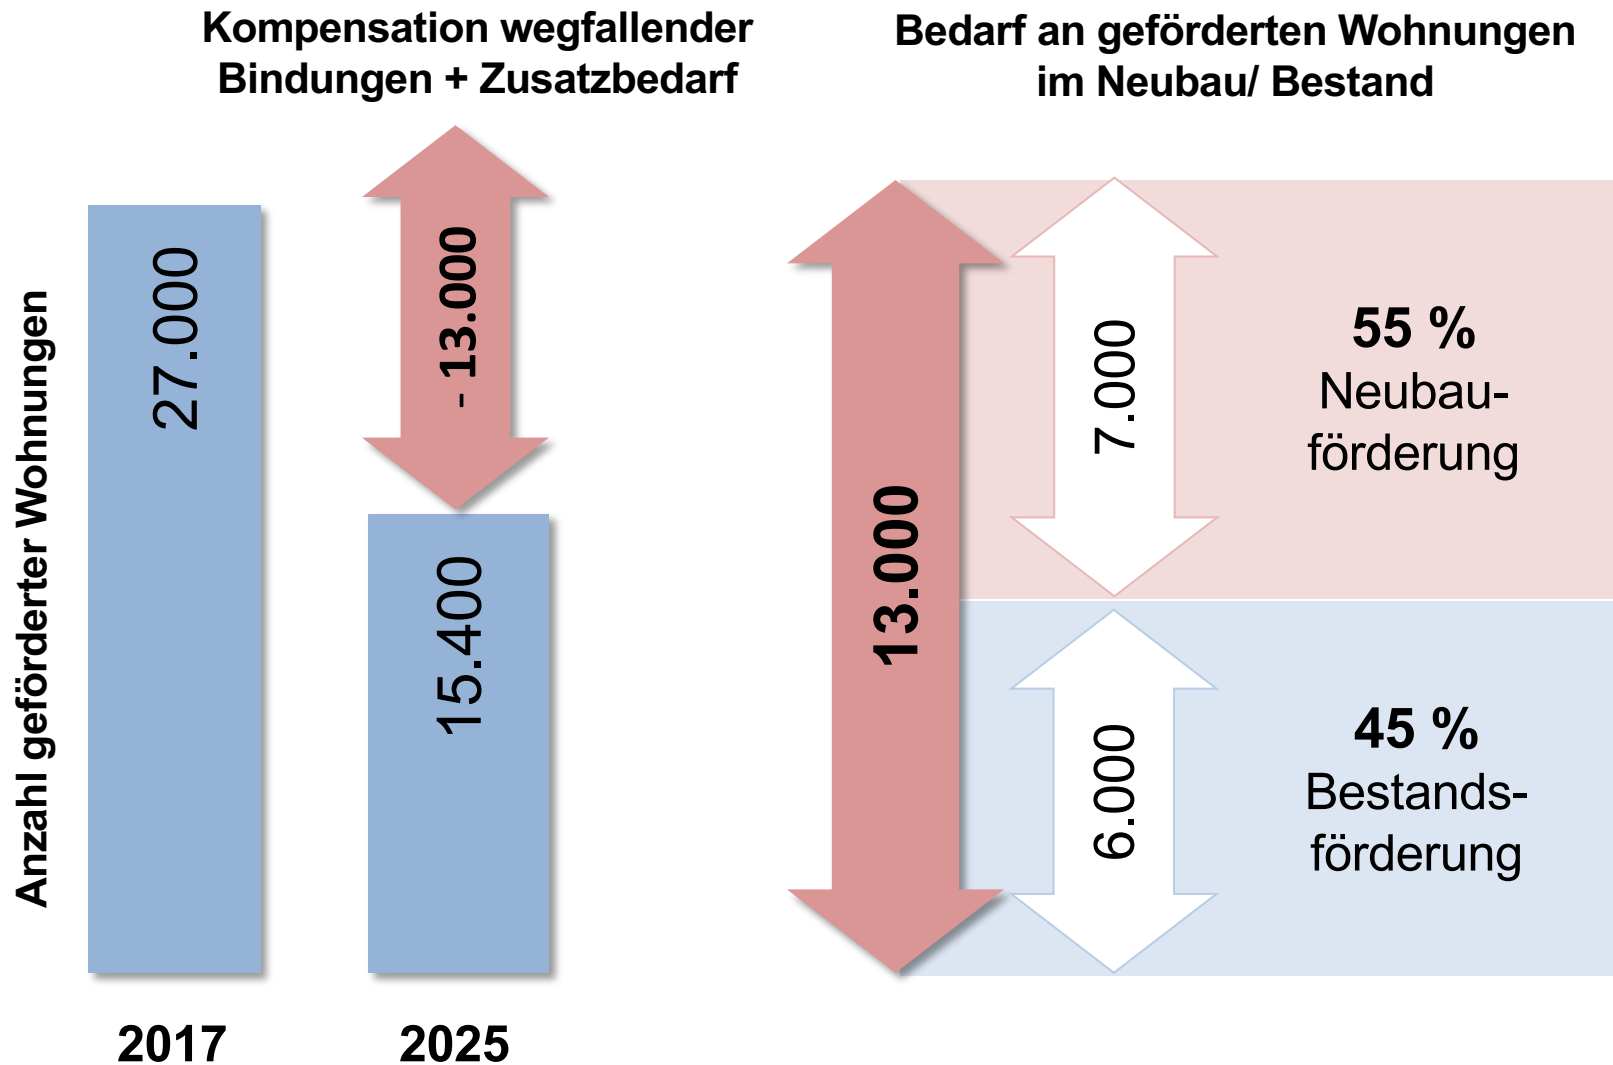 Kompensation wegfallender
Bindungen + Zusatzbedarf
Anzahl geförderter Wohnungen
27.000
- 13.000
15.400
2017
2025
Bedarf an geförderten Wohnungen
im Neubau/ Bestand
13.000
7.000
55 %
Neubau-
förderung
6.000
45 %
Bestands-
förderung